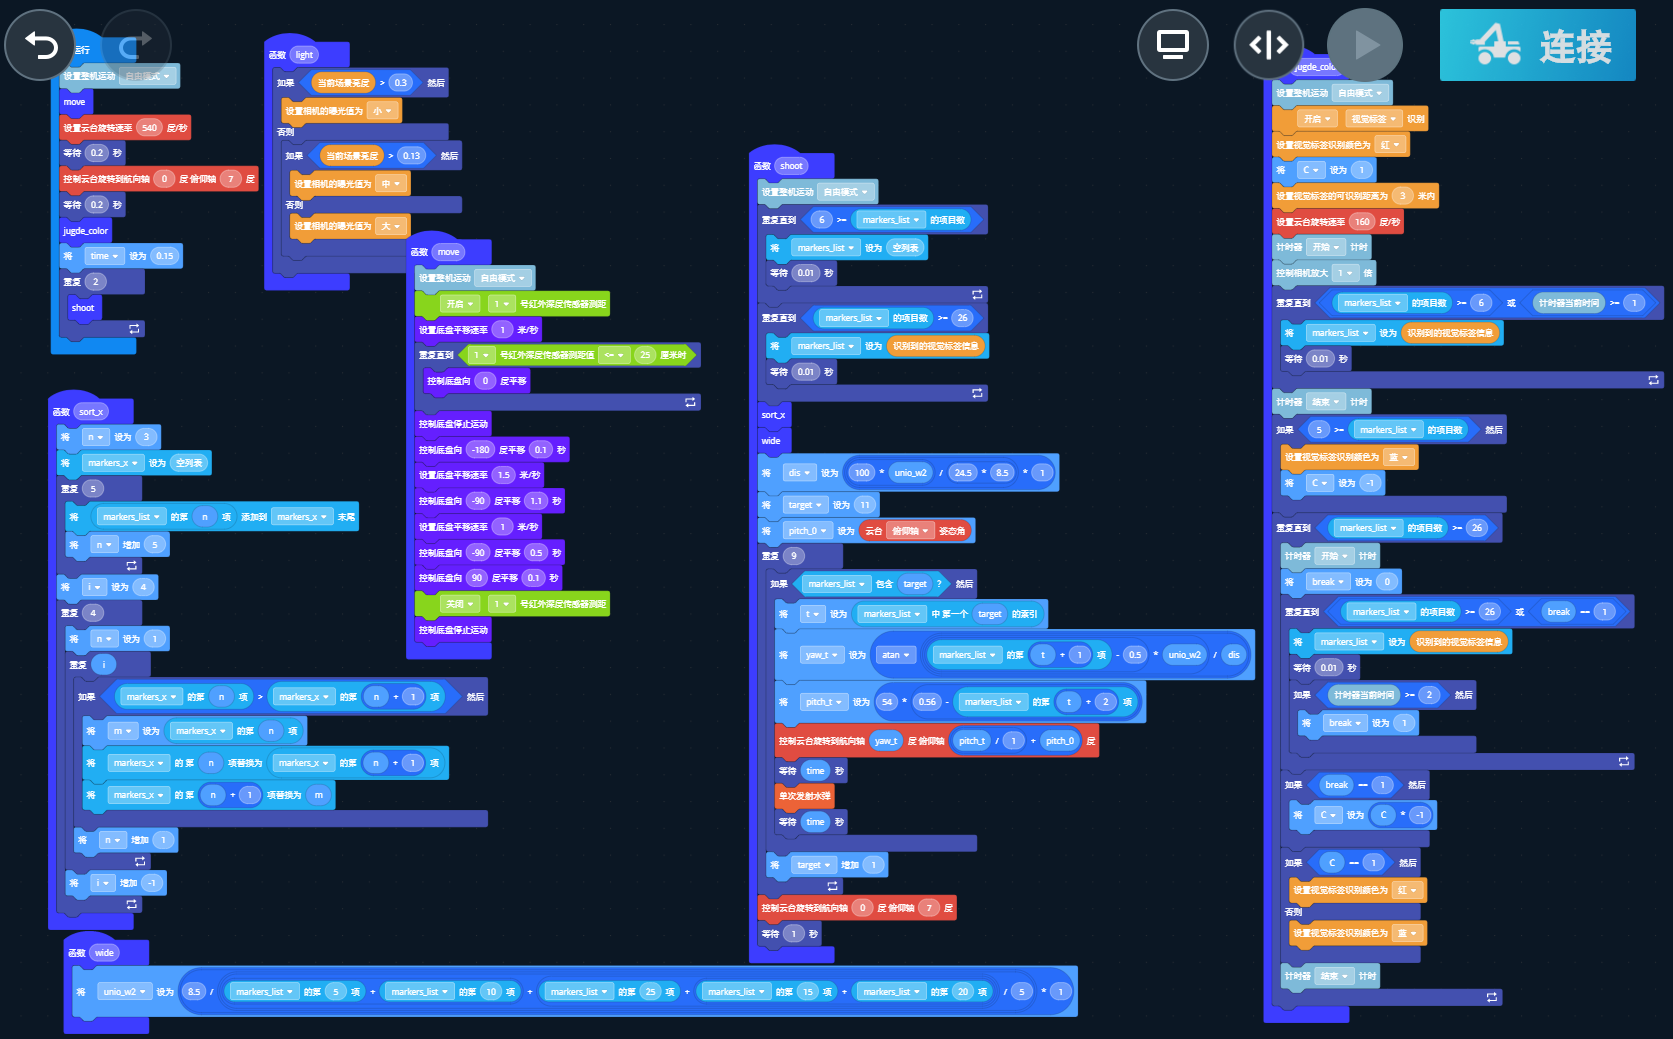 连接
运行
设置整机运动 自由模式
move
设置云台旋转速率 540 度/秒
等待 0.2 秒
控制云台旋转到航向轴 0 度 俯仰轴 7 度
等待 0.2 秒
jugde_color
将 time 设为 0.15
重复 2
shoot
函数 light
如果 当前场景亮度 > 0.3 然后
设置相机的曝光值为 小
否则
如果 当前场景亮度 > 0.13 然后
设置相机的曝光值为 中
否则
设置相机的曝光值为 大
函数 move
设置整机运动 自由模式
开启 1 号红外深度传感器测距
设置底盘平移速率 1 米/秒
重复直到 1 号红外深度传感器测距值 <= 25 厘米时
控制底盘向 0 度平移
控制底盘停止运动
控制底盘向 -180 度平移 0.1 秒
设置底盘平移速率 1.5 米/秒
控制底盘向 -90 度平移 1.1 秒
设置底盘平移速率 1 米/秒
控制底盘向 -90 度平移 0.5 秒
控制底盘向 90 度平移 0.1 秒
关闭 1 号红外深度传感器测距
控制底盘停止运动
函数 sort_x
将 n 设为 3
将 markers_x 设为 空列表
重复 5
将 markers_list 的第 n 项 添加到 markers_x 末尾
将 n 增加 5
将 i 设为 4
重复 4
将 n 设为 1
重复 i
如果 markers_x 的第 n 项 > markers_x 的第 n + 1 项 然后
将 m 设为 markers_x 的第 n 项
将 markers_x 的 第 n 项替换为 markers_x 的第 n + 1 项
将 markers_x 的 第 n + 1 项替换为 m
将 n 增加 1
将 i 增加 -1
函数 wide
将 unio_w2 设为 8.5 / markers_list 的第 5 项 + markers_list 的第 10 项 + markers_list 的第 25 项 + markers_list 的第 15 项 + markers_list 的第 20 项 / 5 * 1
函数 shoot
设置整机运动 自由模式
重复直到 6 >= markers_list 的项目数
将 markers_list 设为 空列表
等待 0.01 秒
重复直到 markers_list 的项目数 >= 26
将 markers_list 设为 识别到的视觉标签信息
等待 0.01 秒
sort_x
wide
将 dis 设为 100 * unio_w2 / 24.5 * 8.5 * 1
将 target 设为 11
将 pitch_0 设为 云台 俯仰轴 姿态角
重复 9
如果 markers_list 包含 target ? 然后
将 t 设为 markers_list 中 第一个 target 的索引
将 yaw_t 设为 atan markers_list 的第 t + 1 项 - 0.5 * unio_w2 / dis
将 pitch_t 设为 54 * 0.56 - markers_list 的第 t + 2 项
控制云台旋转到航向轴 yaw_t 度 俯仰轴 pitch_t / 1 + pitch_0 度
等待 time 秒
单次发射水弹
等待 time 秒
将 target 增加 1
控制云台旋转到航向轴 0 度 俯仰轴 7 度
等待 1 秒
jugde_color
设置整机运动 自由模式
开启 视觉标签 识别
设置视觉标签识别颜色为 红
将 C 设为 1
设置视觉标签的可识别距离为 3 米内
设置云台旋转速率 160 度/秒
计时器 开始 计时
控制相机放大 1 倍
重复直到 markers_list 的项目数 >= 6 或 计时器当前时间 >= 1
将 markers_list 设为 识别到的视觉标签信息
等待 0.01 秒
计时器 结束 计时
如果 5 >= markers_list 的项目数 然后
设置视觉标签识别颜色为 蓝
将 C 设为 -1
重复直到 markers_list 的项目数 >= 26
计时器 开始 计时
将 break 设为 0
重复直到 markers_list 的项目数 >= 26 或 break == 1
将 markers_list 设为 识别到的视觉标签信息
等待 0.01 秒
如果 计时器当前时间 >= 2 然后
将 break 设为 1
如果 break == 1 然后
将 C 设为 C * -1
如果 C == 1 然后
设置视觉标签识别颜色为 红
否则
设置视觉标签识别颜色为 蓝
计时器 结束 计时